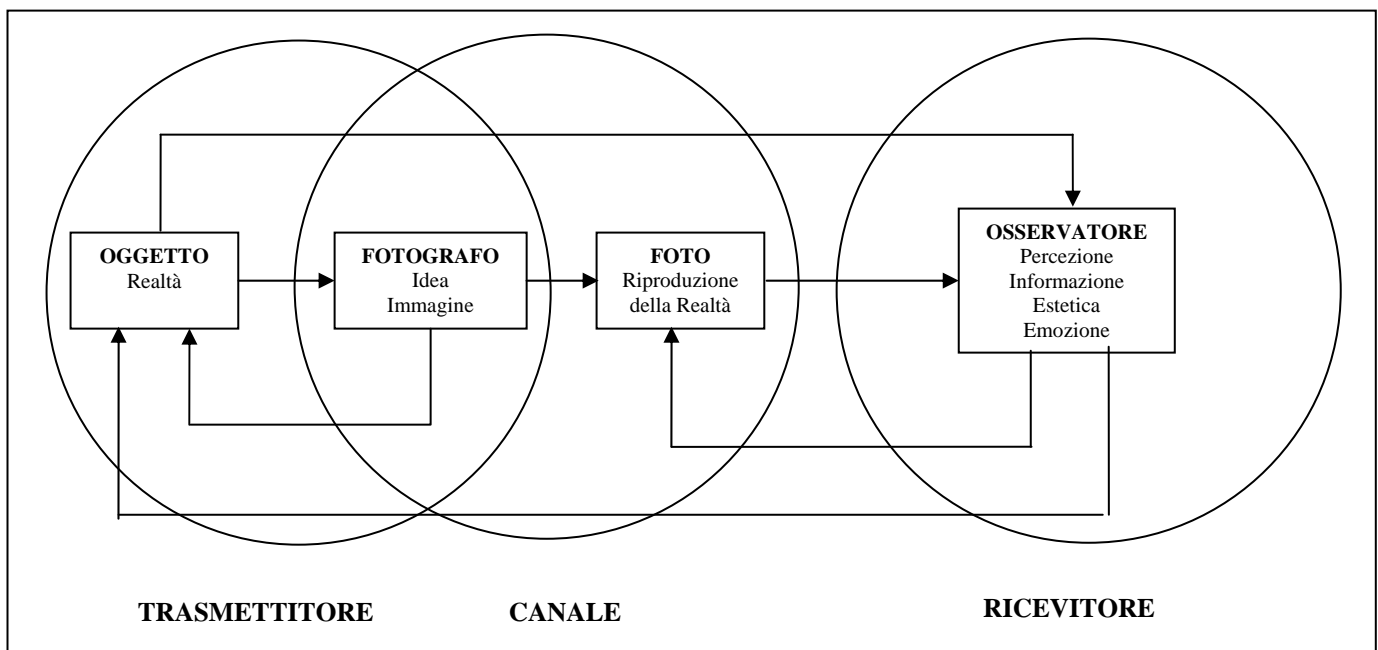 OGGETTO
Realtà
FOTOGRAFO
Idea
Immagine
FOTO
Riproduzione
della Realtà
OSSERVATORE
Percezione
Informazione
Estetica
Emozione
TRASMETTITORE
CANALE
RICEVITORE